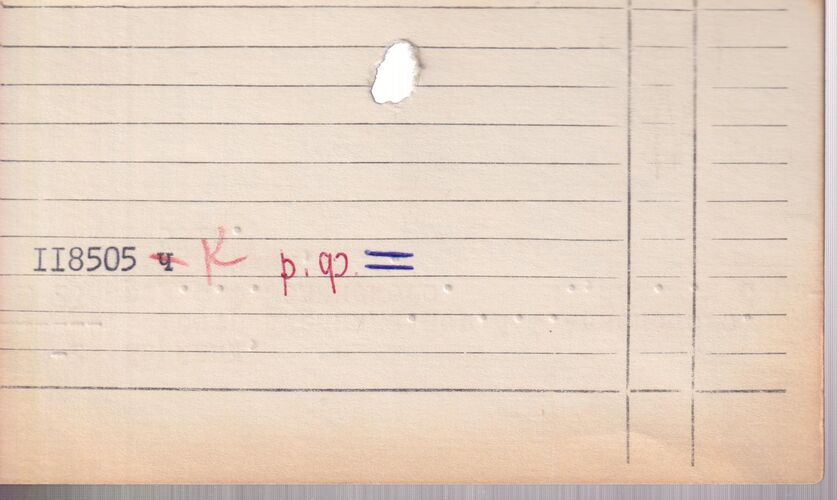 II8505 ч К р.ф. =